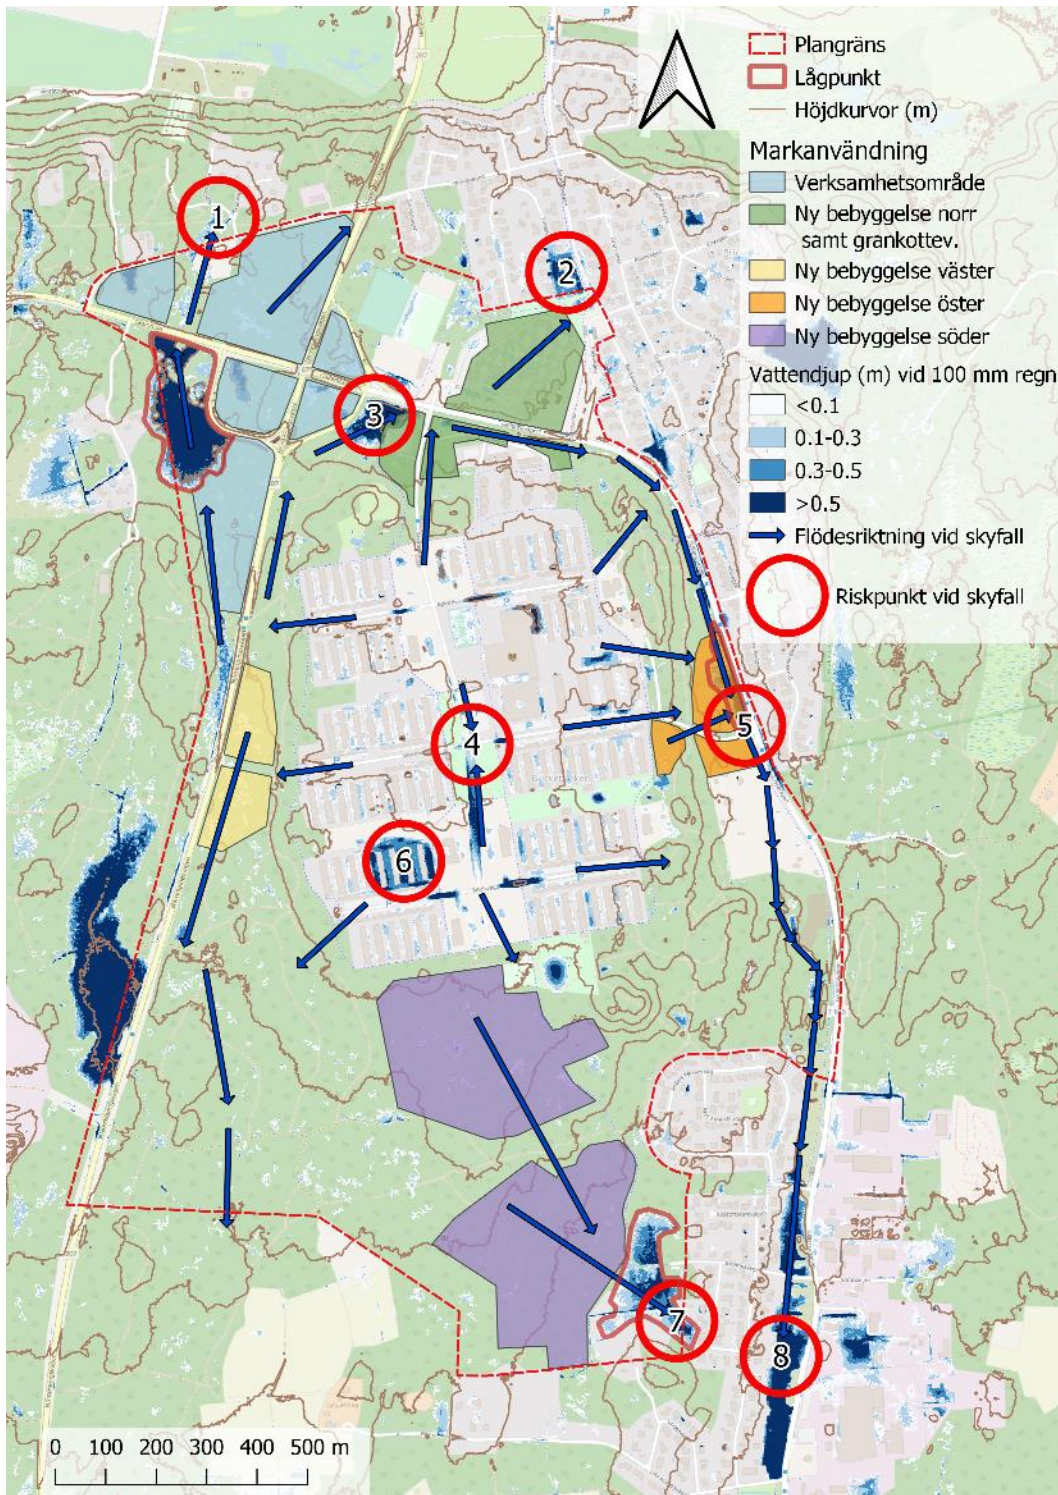 Plangräns
Lågpunkt
Höjdkurvor (m)
Markanvändning
Verksamhetsområde
Ny bebyggelse norr
samt grankottev.
Ny bebyggelse väster
Ny bebyggelse öster
Ny bebyggelse söder
Vattendjup (m) vid 100 mm regn
<0.1
0.1-0.3
0.3-0.5
>0.5
Flödesriktning vid skyfall
Riskpunkt vid skyfall
1
2
3
4
5
6
7
8
0 100 200 300 400 500 m